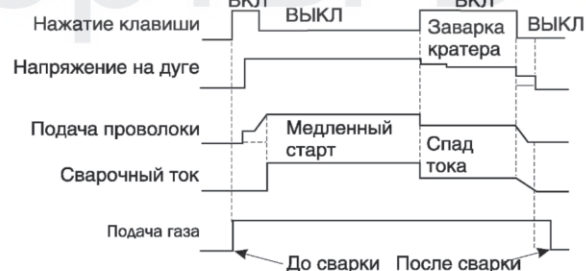 ВКЛ ВКЛ
Нажатие клавиши ВЫКЛ ВЫКЛ
Заварка
кратера
Напряжение на дуге
Подача проволоки Медленный
старт
Спад
тока
Сварочный ток
Подача газа
До сварки После сварки